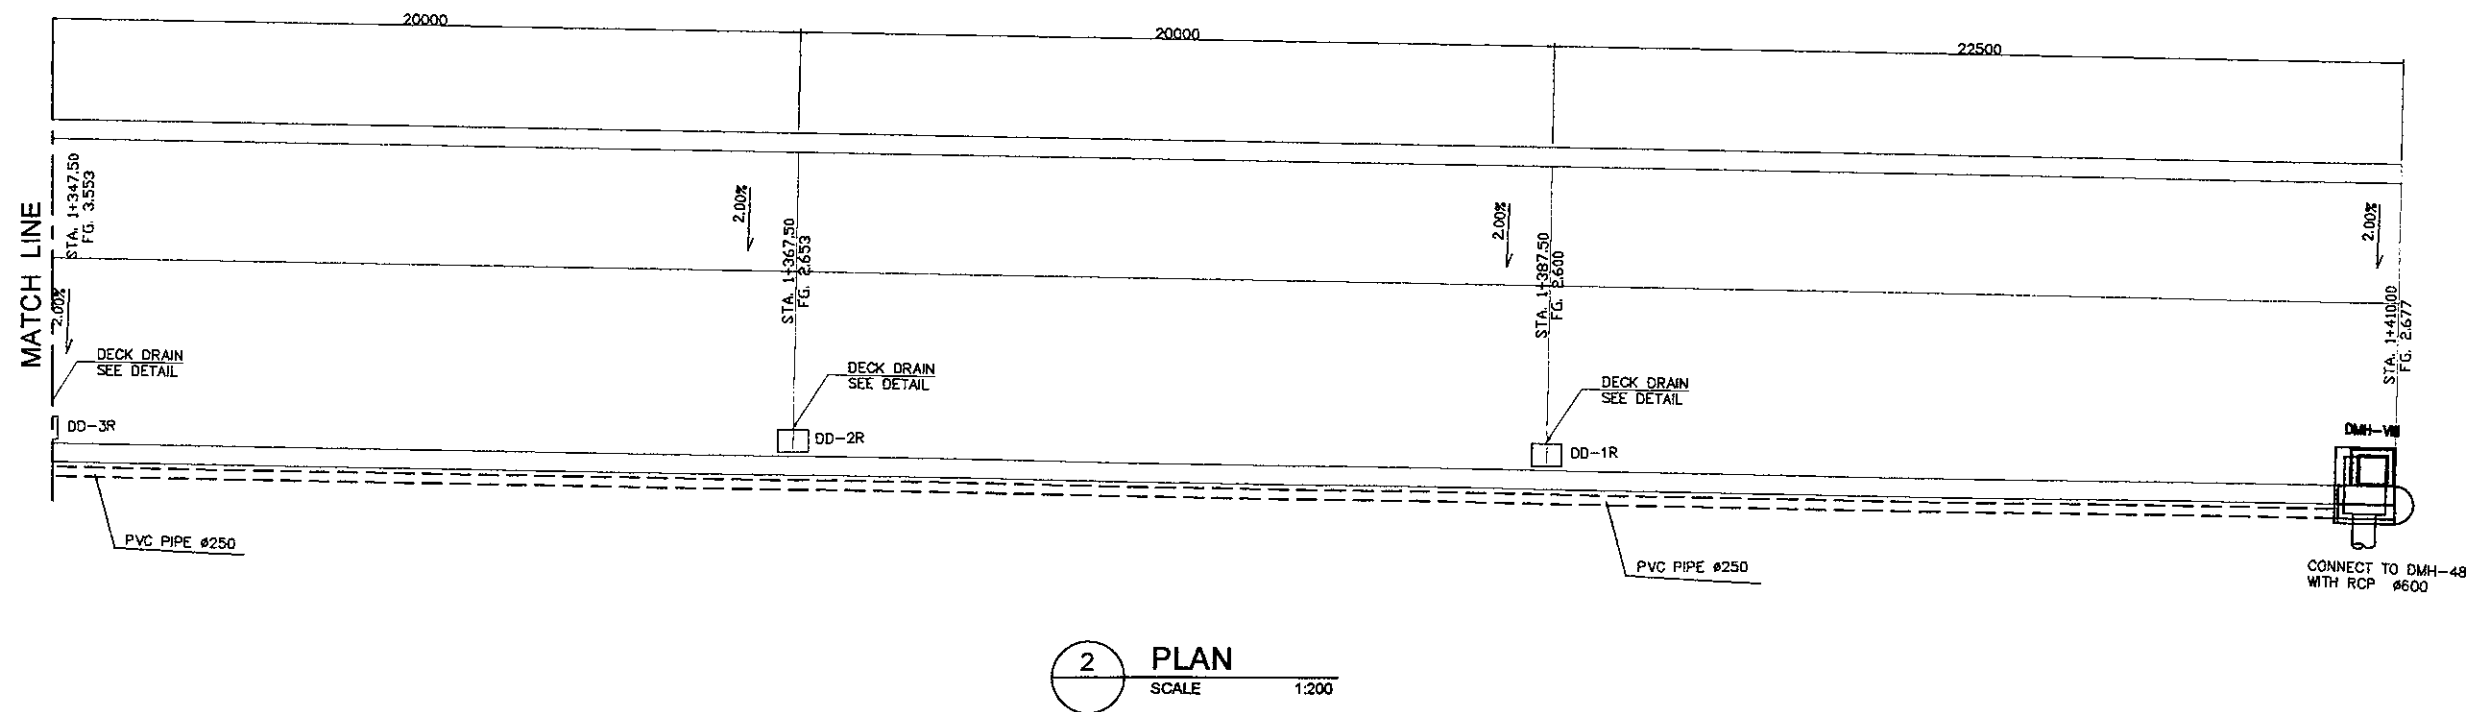 20000
20000
22500
MATCH LINE
STA. 1+347.50
FG. 3.553
2.00%
2.00%
STA. 1+367.50
FG. 2.653
2.00%
STA. 1+387.50
FG. 2.600
2.00%
STA. 1+410.00
FG. 2.677
DECK DRAIN
SEE DETAIL
DECK DRAIN
SEE DETAIL
DECK DRAIN
SEE DETAIL
DD-3R
DD-2R
DD-1R
PVC PIPE ø250
PVC PIPE ø250
CONNECT TO DMH-48
WITH RCP ø600
2
PLAN
SCALE 1:200